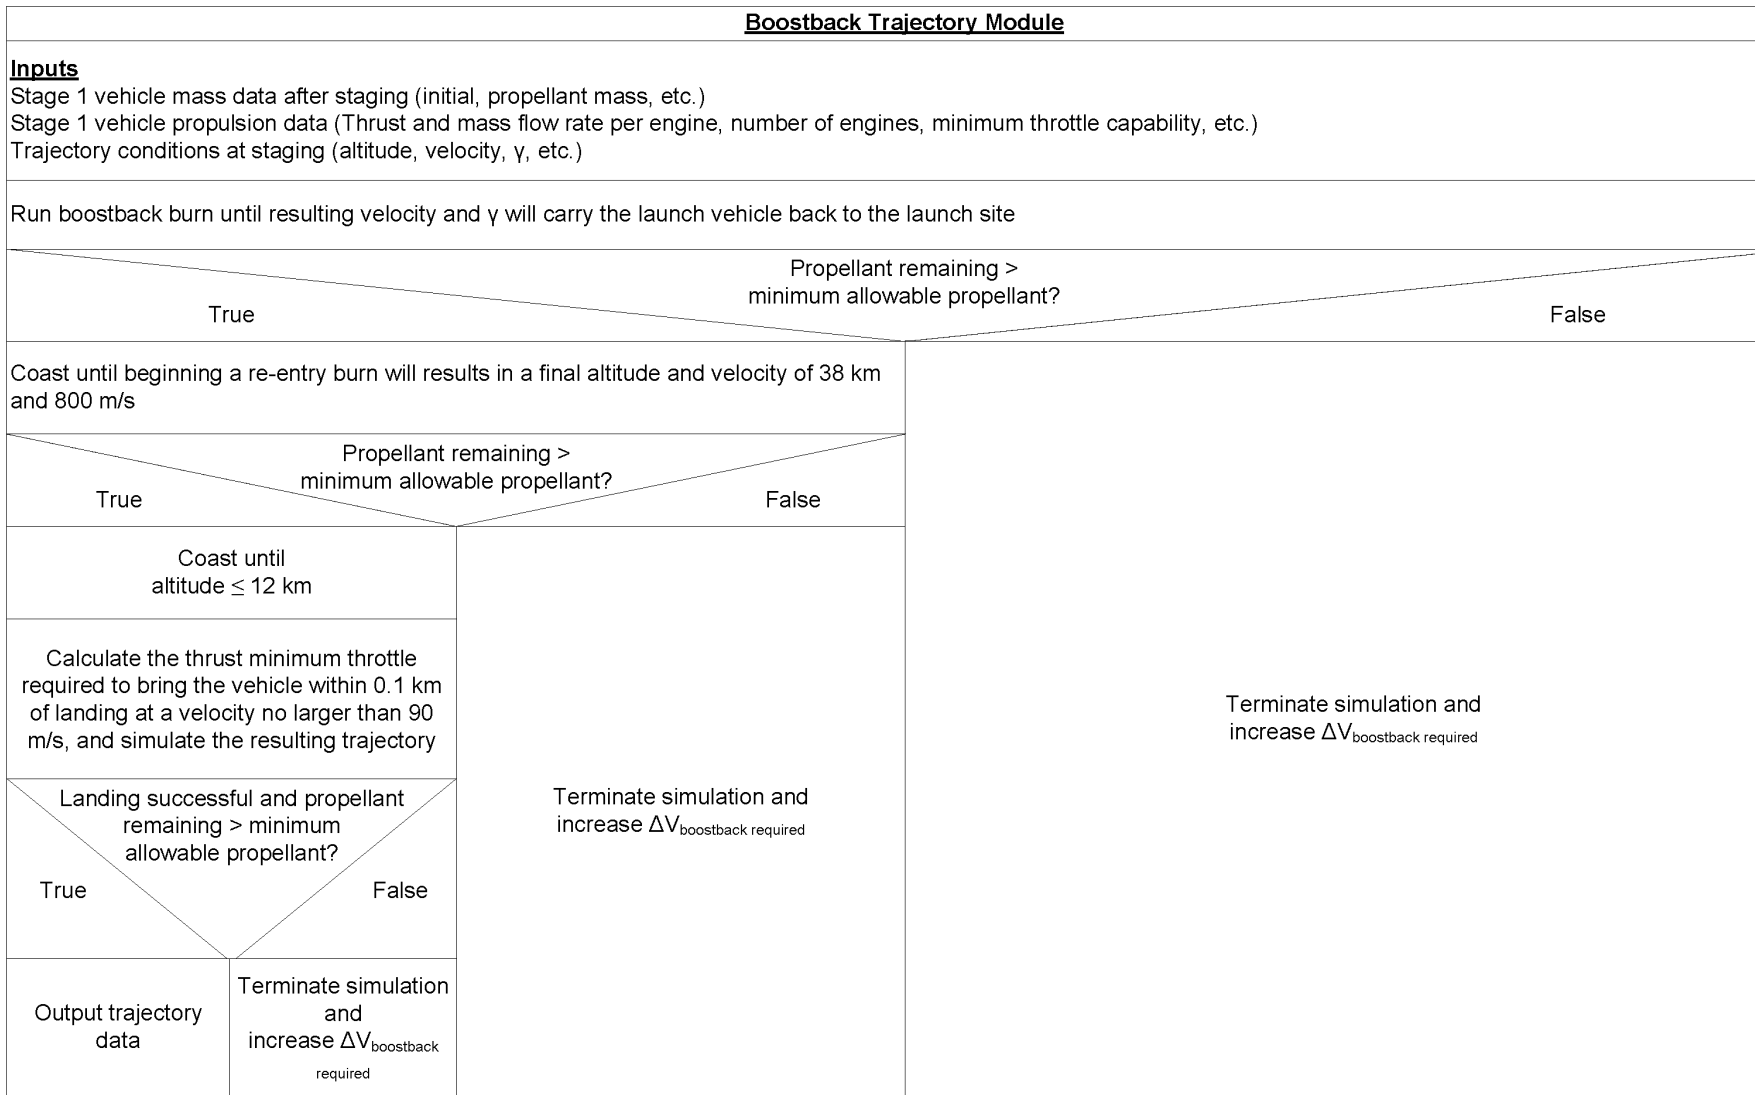 Boostback Trajectory Module
Inputs
Stage 1 vehicle mass data after staging (initial, propellant mass, etc.)
Stage 1 vehicle propulsion data (Thrust and mass flow rate per engine, number of engines, minimum throttle capability, etc.)
Trajectory conditions at staging (altitude, velocity, γ, etc.)
Run boostback burn until resulting velocity and γ will carry the launch vehicle back to the launch site
Propellant remaining >
minimum allowable propellant?
True
False
Coast until beginning a re-entry burn will results in a final altitude and velocity of 38 km
and 800 m/s
Propellant remaining >
minimum allowable propellant?
True
False
Coast until
altitude ≤ 12 km
Calculate the thrust minimum throttle
required to bring the vehicle within 0.1 km
of landing at a velocity no larger than 90
m/s, and simulate the resulting trajectory
Landing successful and propellant
remaining > minimum
allowable propellant?
True
False
Output trajectory
data
Terminate simulation
and
increase ΔVboostback
required
Terminate simulation and
increase ΔVboostback required
Terminate simulation and
increase ΔVboostback required